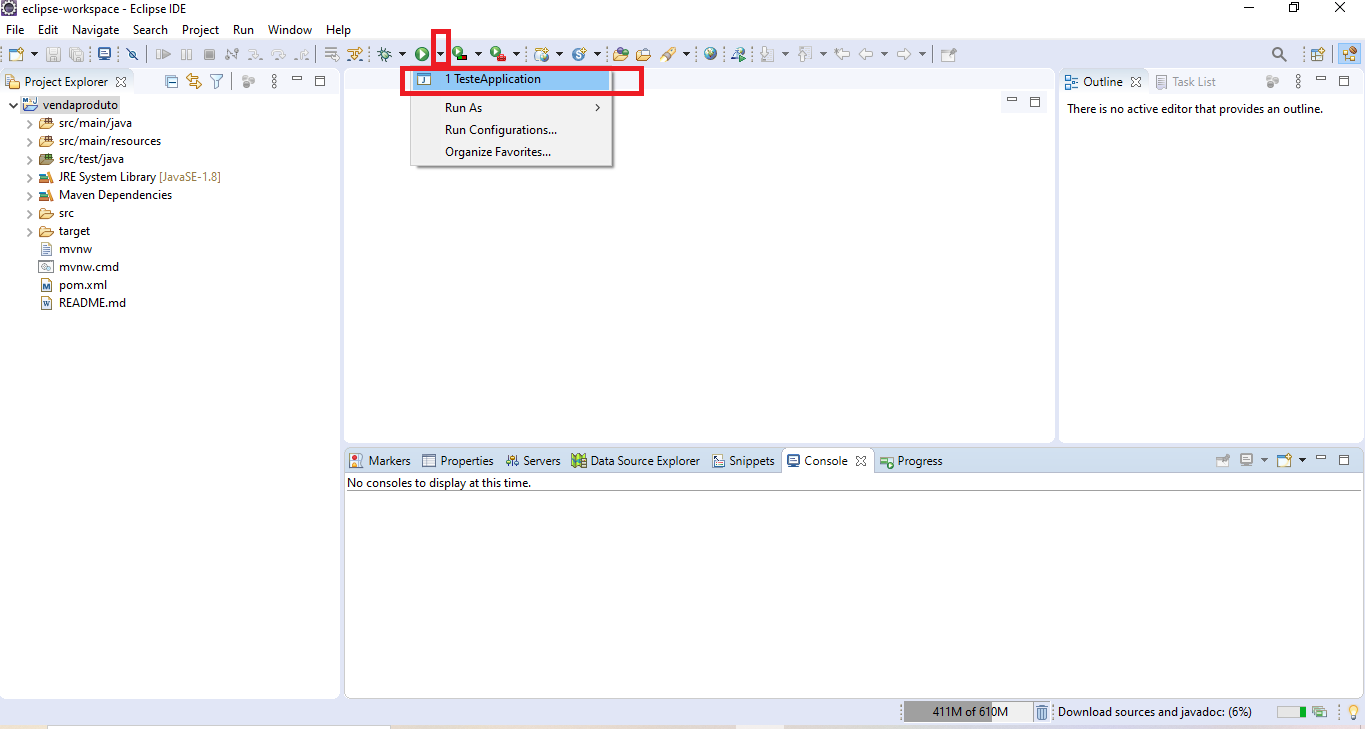 eclipse-workspace - Eclipse IDE
File Edit Navigate Search Project Run Window Help
Project Explorer
vendaproduto
src/main/java
src/main/resources
src/test/java
JRE System Library [JavaSE-1.8]
Maven Dependencies
src
target
mvnw
mvnw.cmd
pom.xml
README.md
1 TesteApplication
Run As
Run Configurations...
Organize Favorites...
Outline Task List
There is no active editor that provides an outline.
Markers Properties Servers Data Source Explorer Snippets Console Progress
No consoles to display at this time.
411M of 610M Download sources and javadoc: (6%)